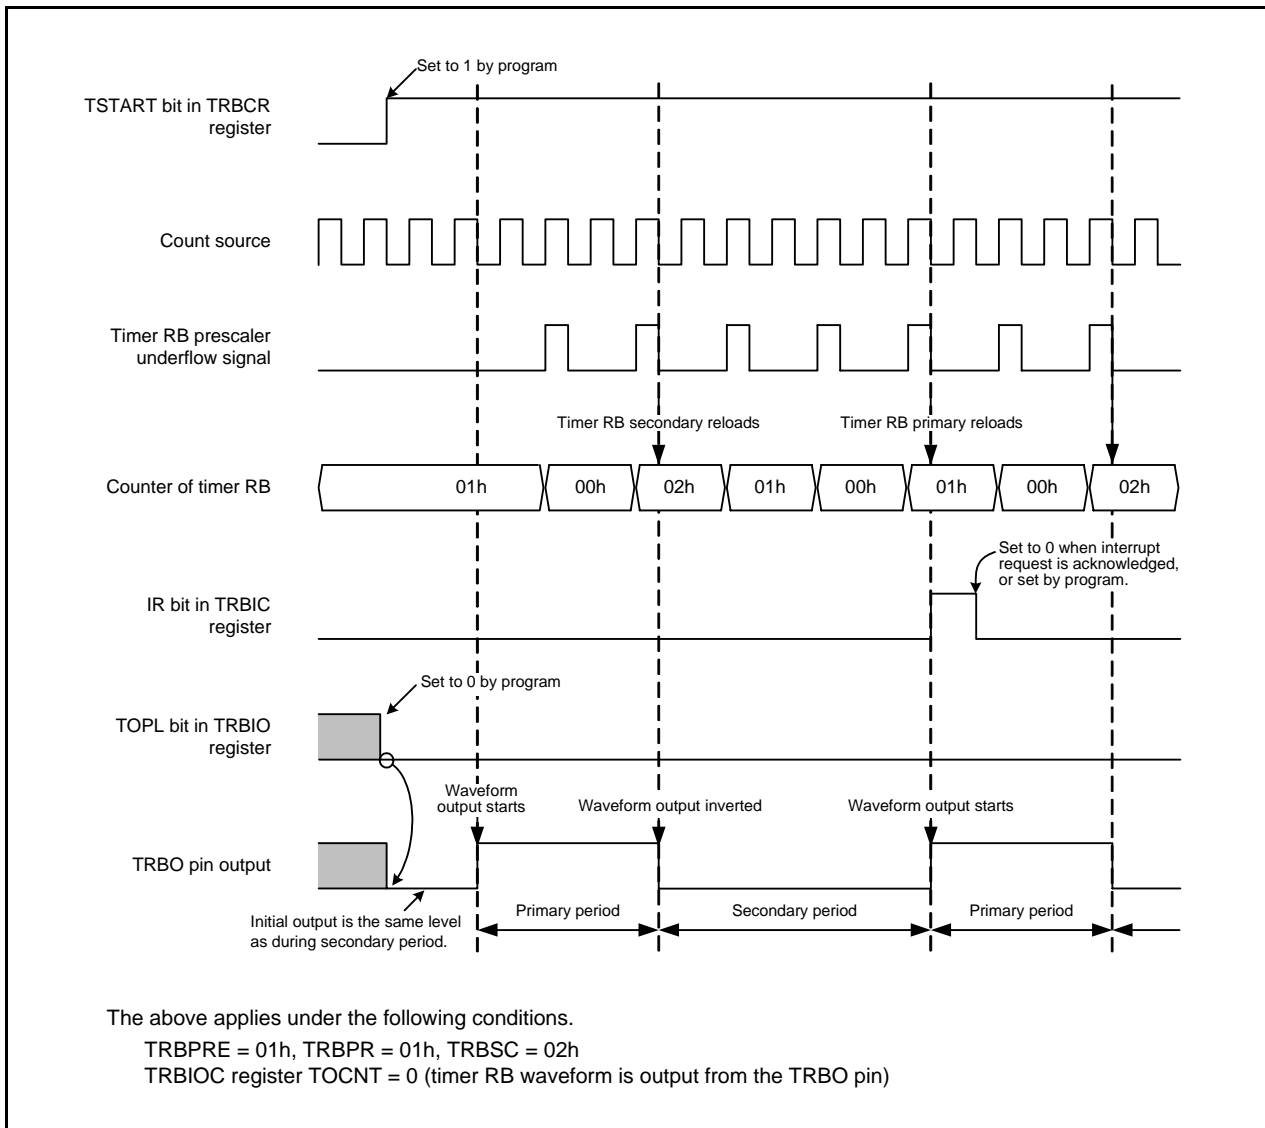 Set to 1 by program
TSTART bit in TRBCR
register
Count source
Timer RB prescaler
underflow signal
Timer RB secondary reloads
Timer RB primary reloads
Counter of timer RB
01h
00h
02h
01h
00h
01h
00h
02h
Set to 0 when interrupt
request is acknowledged,
or set by program.
IR bit in TRBIC
register
Set to 0 by program
TOPL bit in TRBIO
register
Waveform
output starts
Waveform output inverted
Waveform output starts
TRBO pin output
Initial output is the same level
as during secondary period.
Primary period
Secondary period
Primary period
The above applies under the following conditions.
TRBPRE = 01h, TRBPR = 01h, TRBSC = 02h
TRBIOC register TOCNT = 0 (timer RB waveform is output from the TRBO pin)